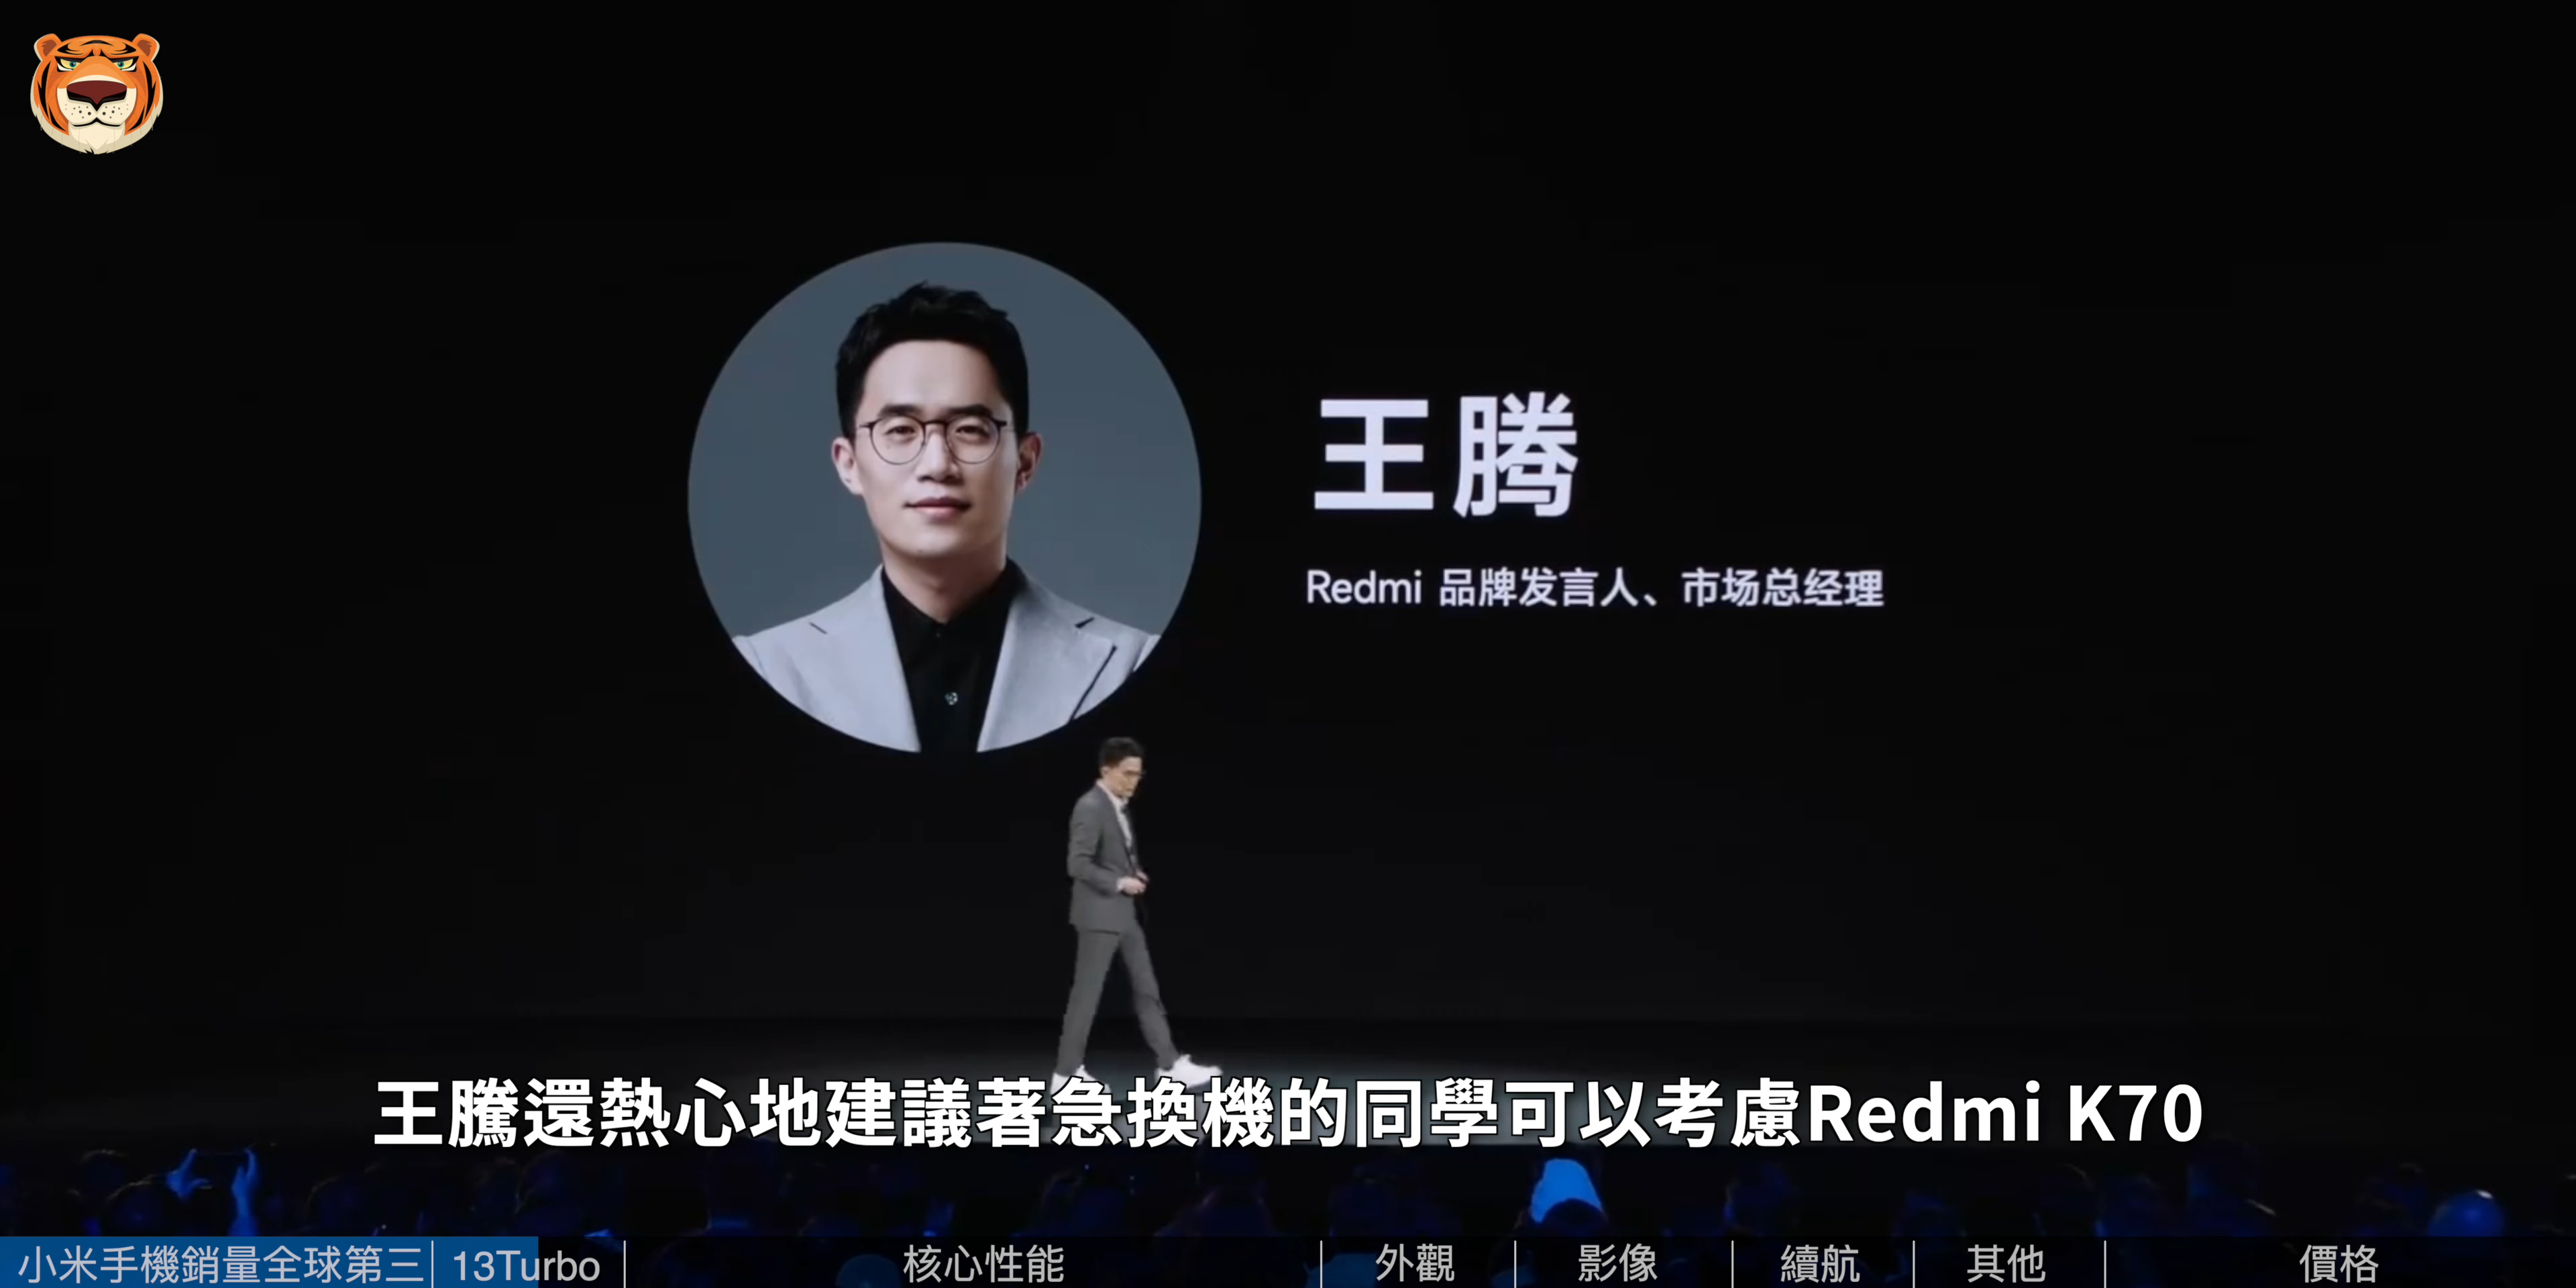 王腾
Redmi 品牌发言人、市场总经理
王騰還熱心地建議著急換機的同學可以考慮Redmi K70
小米手機銷量全球第三 13Turbo 核心性能 外觀 影像 續航 其他 價格